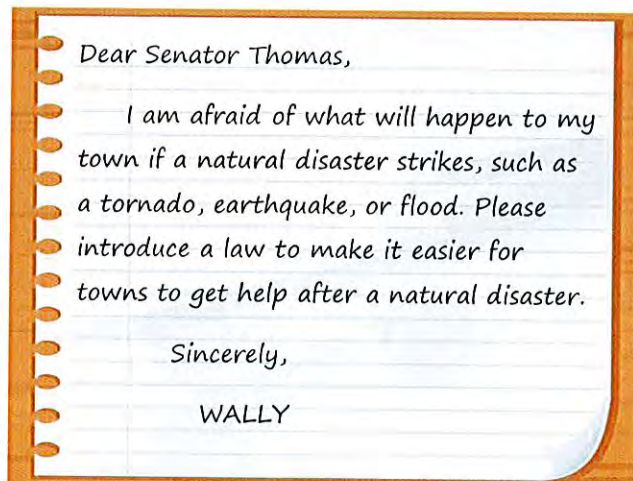 Dear Senator Thomas,
I am afraid of what will happen to my
town if a natural disaster strikes, such as
a tornado, earthquake, or flood. Please
introduce a law to make it easier for
towns to get help after a natural disaster.
Sincerely,
WALLY